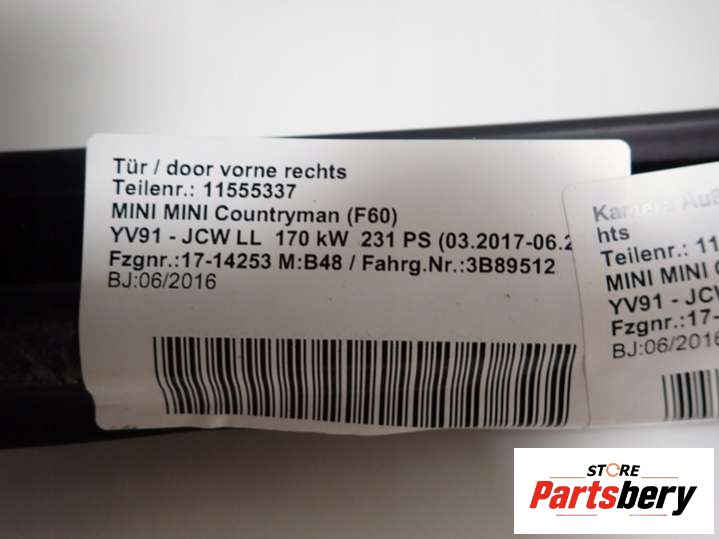 Tür / door vorne rechts
Teilenr.: 11555337
MINI MINI Countryman (F60)
YV91 - JCW LL 170 kW 231 PS (03.2017-06.2
Fzgnr.:17-14253 M:B48 / Fahrg.Nr.:3B89512
BJ:06/2016
hts
Teilenr.: 11
MINI MINI
YV91 - JCW
Fzgnr.:17-
BJ:06/2016
STORE
Partsbery